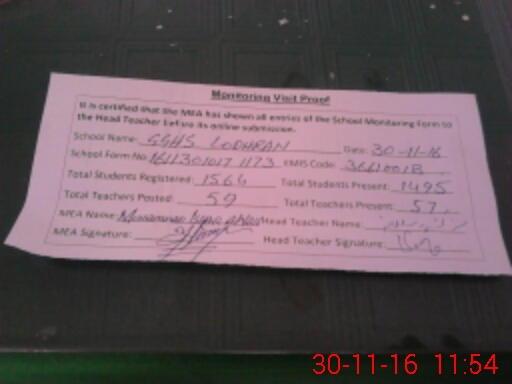 Monitoring Visit Proof
It is certified that the MEA has shown all entries of the School Monitoring Form to
the Head Teacher before its online submission.
School Name: GGHS LODHRAN Date: 30-11-16
School Form No: EMIS Code:
Total Students Registered: 1566 Total Students Present: 1495
Total Teachers Posted: 59 Total Teachers Present: 57
MEA Name: Head Teacher Name:
MEA Signature: Head Teacher Signature:
30-11-16 11:54